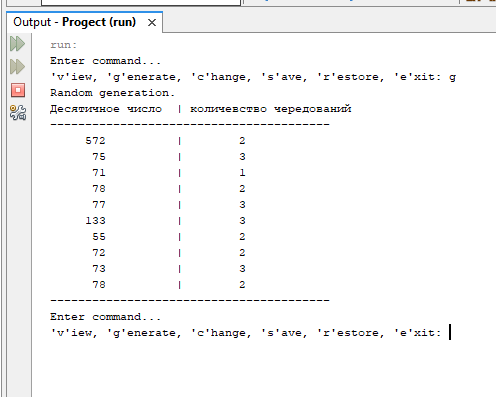 Output - Progect (run) ×
run:
Enter command...
'v'iew, 'g'enerate, 'c'hange, 's'ave, 'r'estore, 'e'xit: g
Random generation.
Десятичное число | количевство чередований
----------------------------------------
572 | 2
75 | 3
71 | 1
78 | 2
77 | 3
133 | 3
55 | 2
72 | 2
73 | 3
78 | 2
----------------------------------------
Enter command...
'v'iew, 'g'enerate, 'c'hange, 's'ave, 'r'estore, 'e'xit: